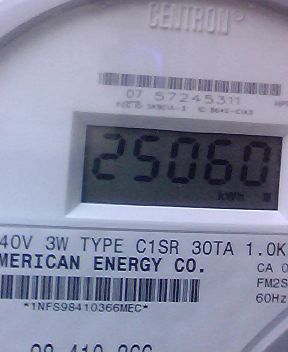 CENTRON®
07 57245311
25060
kWh
40V 3W TYPE C1SR 30TA 1.0K
MERICAN ENERGY CO.
CA 0
FM2S
60Hz
*1NFS98410366MEC*